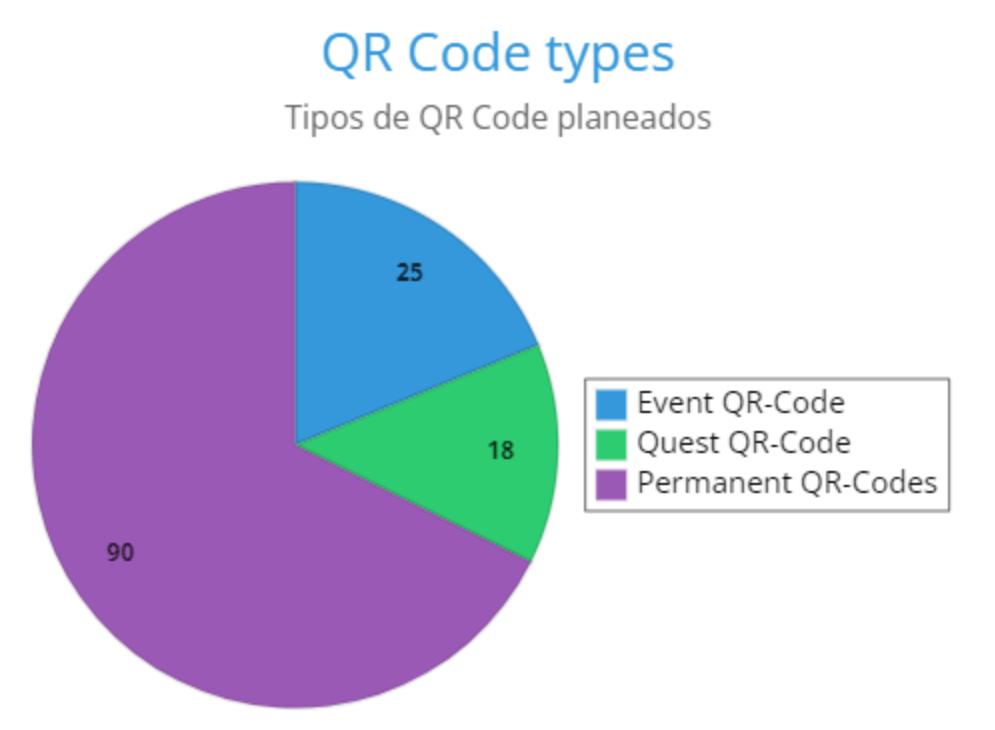 QR Code types
Tipos de QR Code planeados
25
18
90
Event QR-Code
Quest QR-Code
Permanent QR-Codes